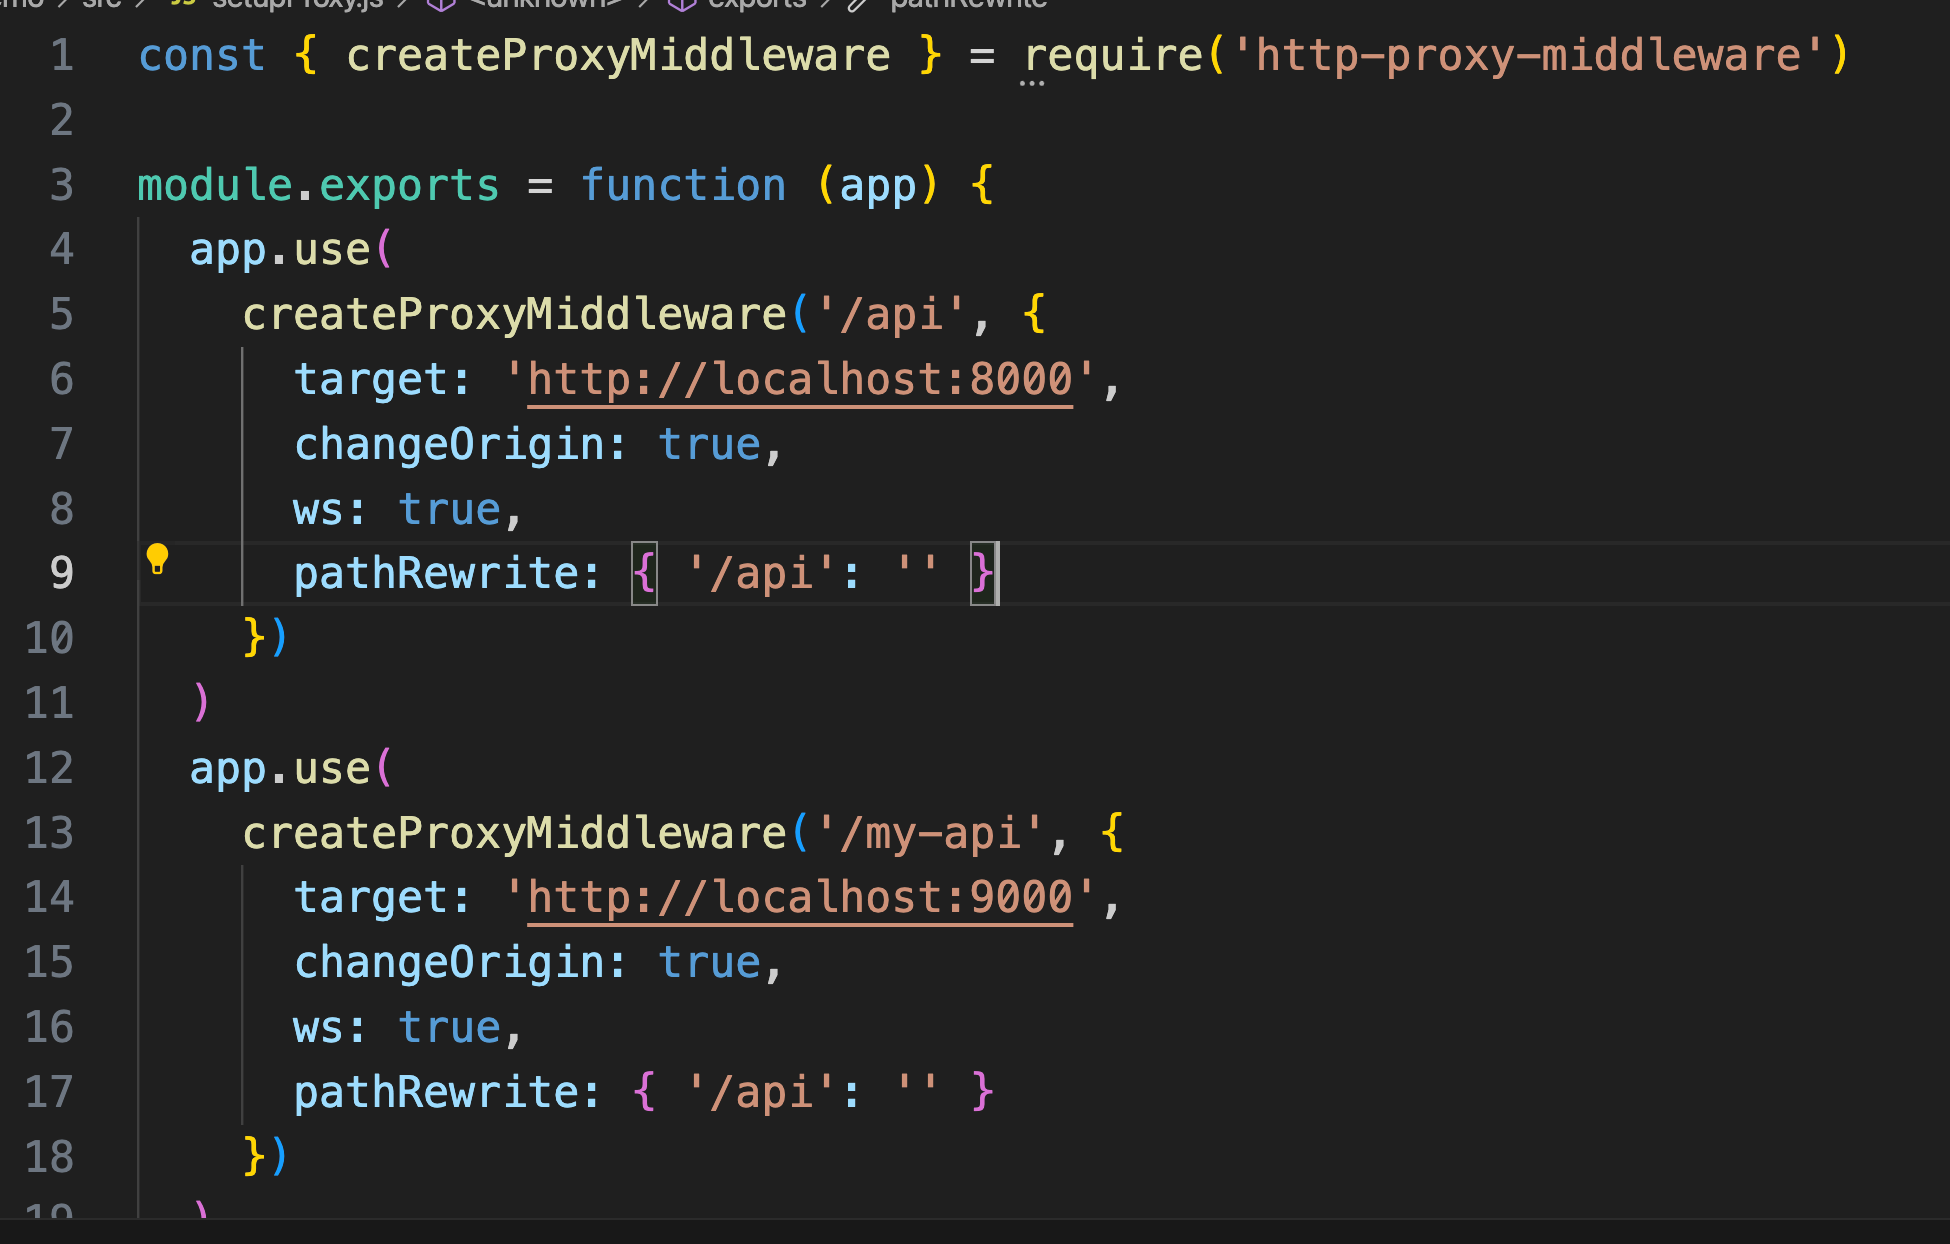 src > JS setupProxy.js > <unknown> > exports > pathRewrite
1 const { createProxyMiddleware } = require('http-proxy-middleware')
2
3 module.exports = function (app) {
4 app.use(
5 createProxyMiddleware('/api', {
6 target: 'http://localhost:8000',
7 changeOrigin: true,
8 ws: true,
9 pathRewrite: { '/api': '' }
10 })
11 )
12 app.use(
13 createProxyMiddleware('/my-api', {
14 target: 'http://localhost:9000',
15 changeOrigin: true,
16 ws: true,
17 pathRewrite: { '/api': '' }
18 })
19 )